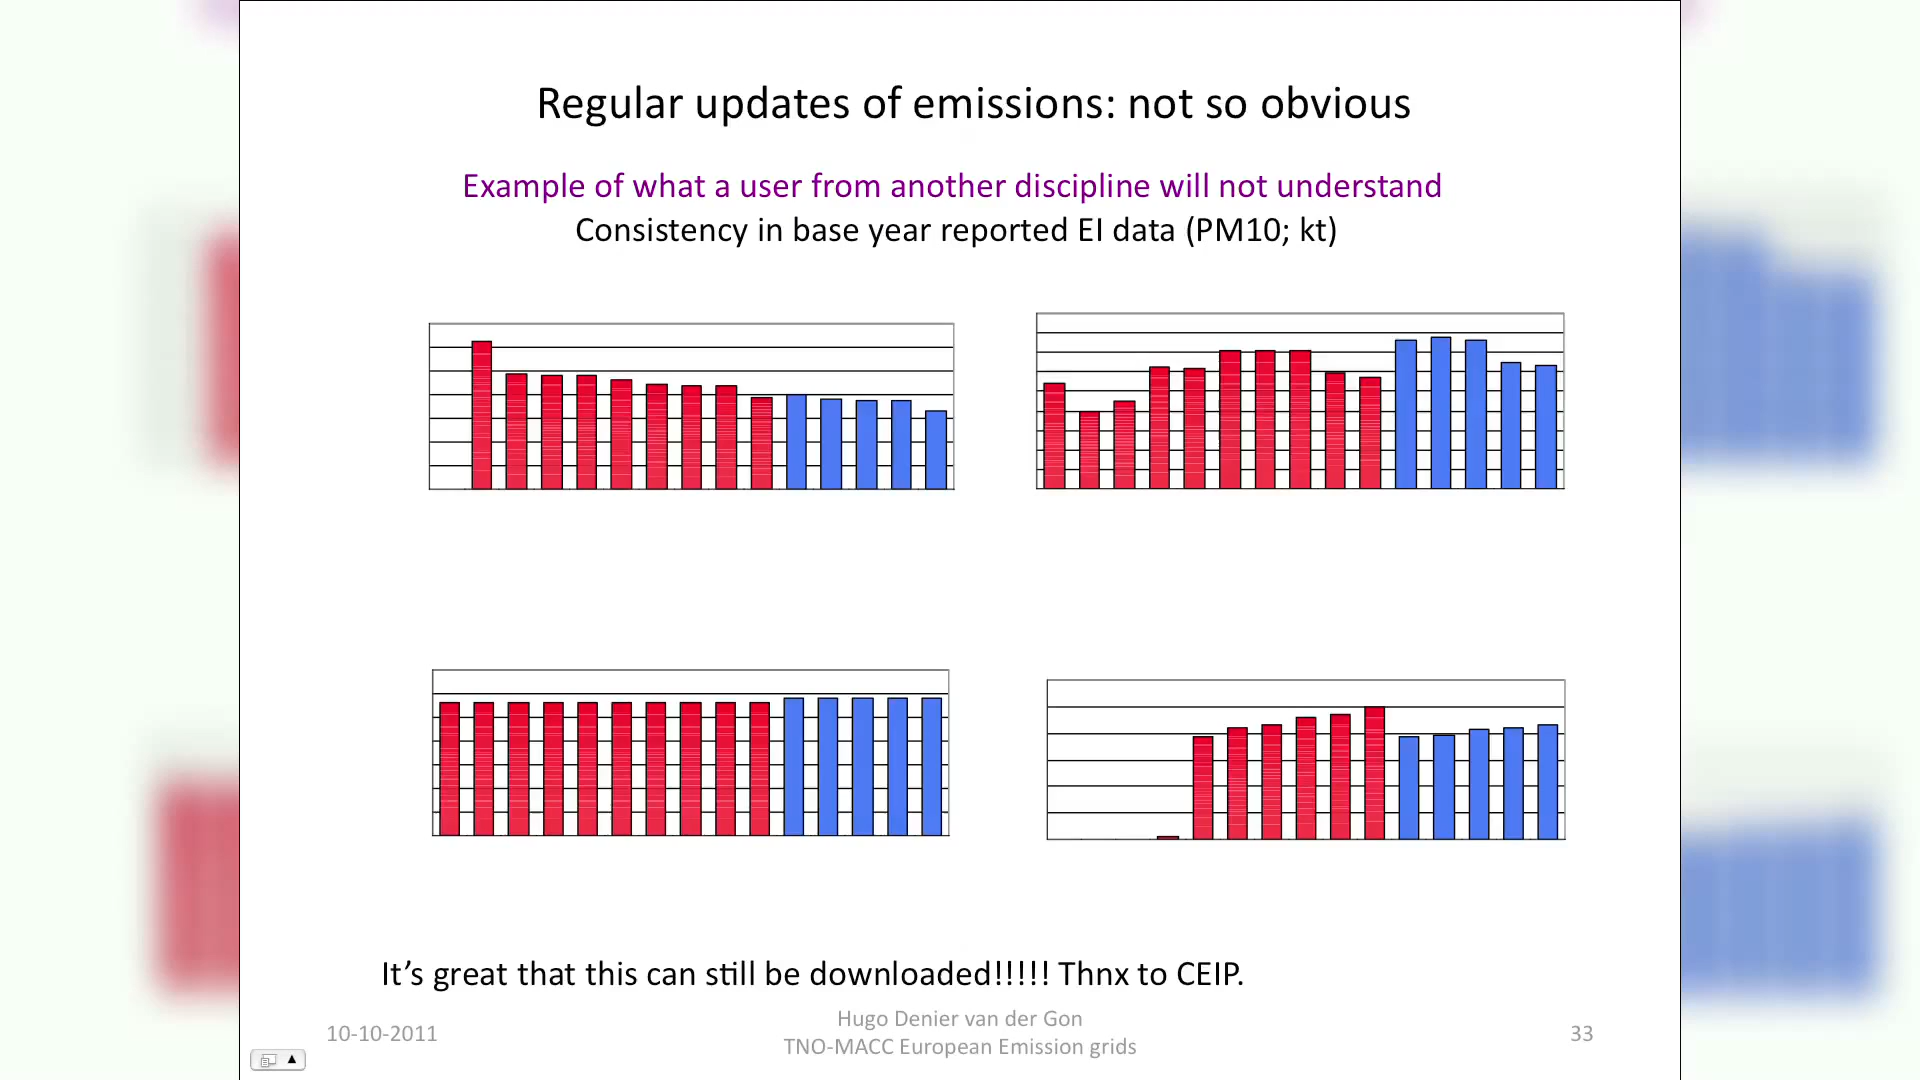 Regular updates of emissions: not so obvious
Example of what a user from another discipline will not understand
Consistency in base year reported EI data (PM10; kt)
It’s great that this can still be downloaded!!!!! Thnx to CEIP.
10-10-2011
Hugo Denier van der Gon
TNO-MACC European Emission grids
33